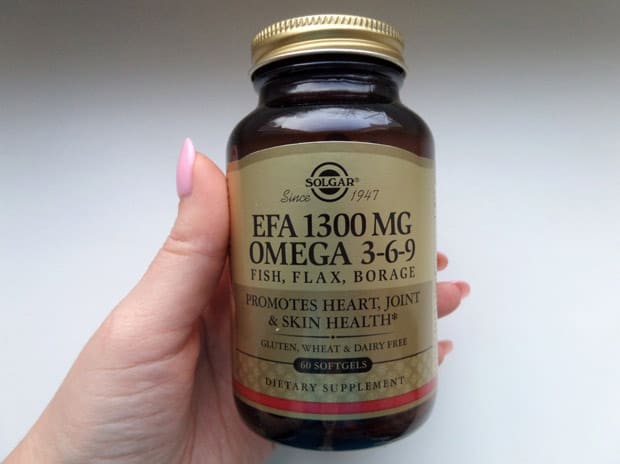 SOLGAR®
Since 1947
EFA 1300 MG
OMEGA 3-6-9
FISH, FLAX, BORAGE
PROMOTES HEART, JOINT
& SKIN HEALTH*
GLUTEN, WHEAT & DAIRY FREE
60 SOFTGELS
DIETARY SUPPLEMENT